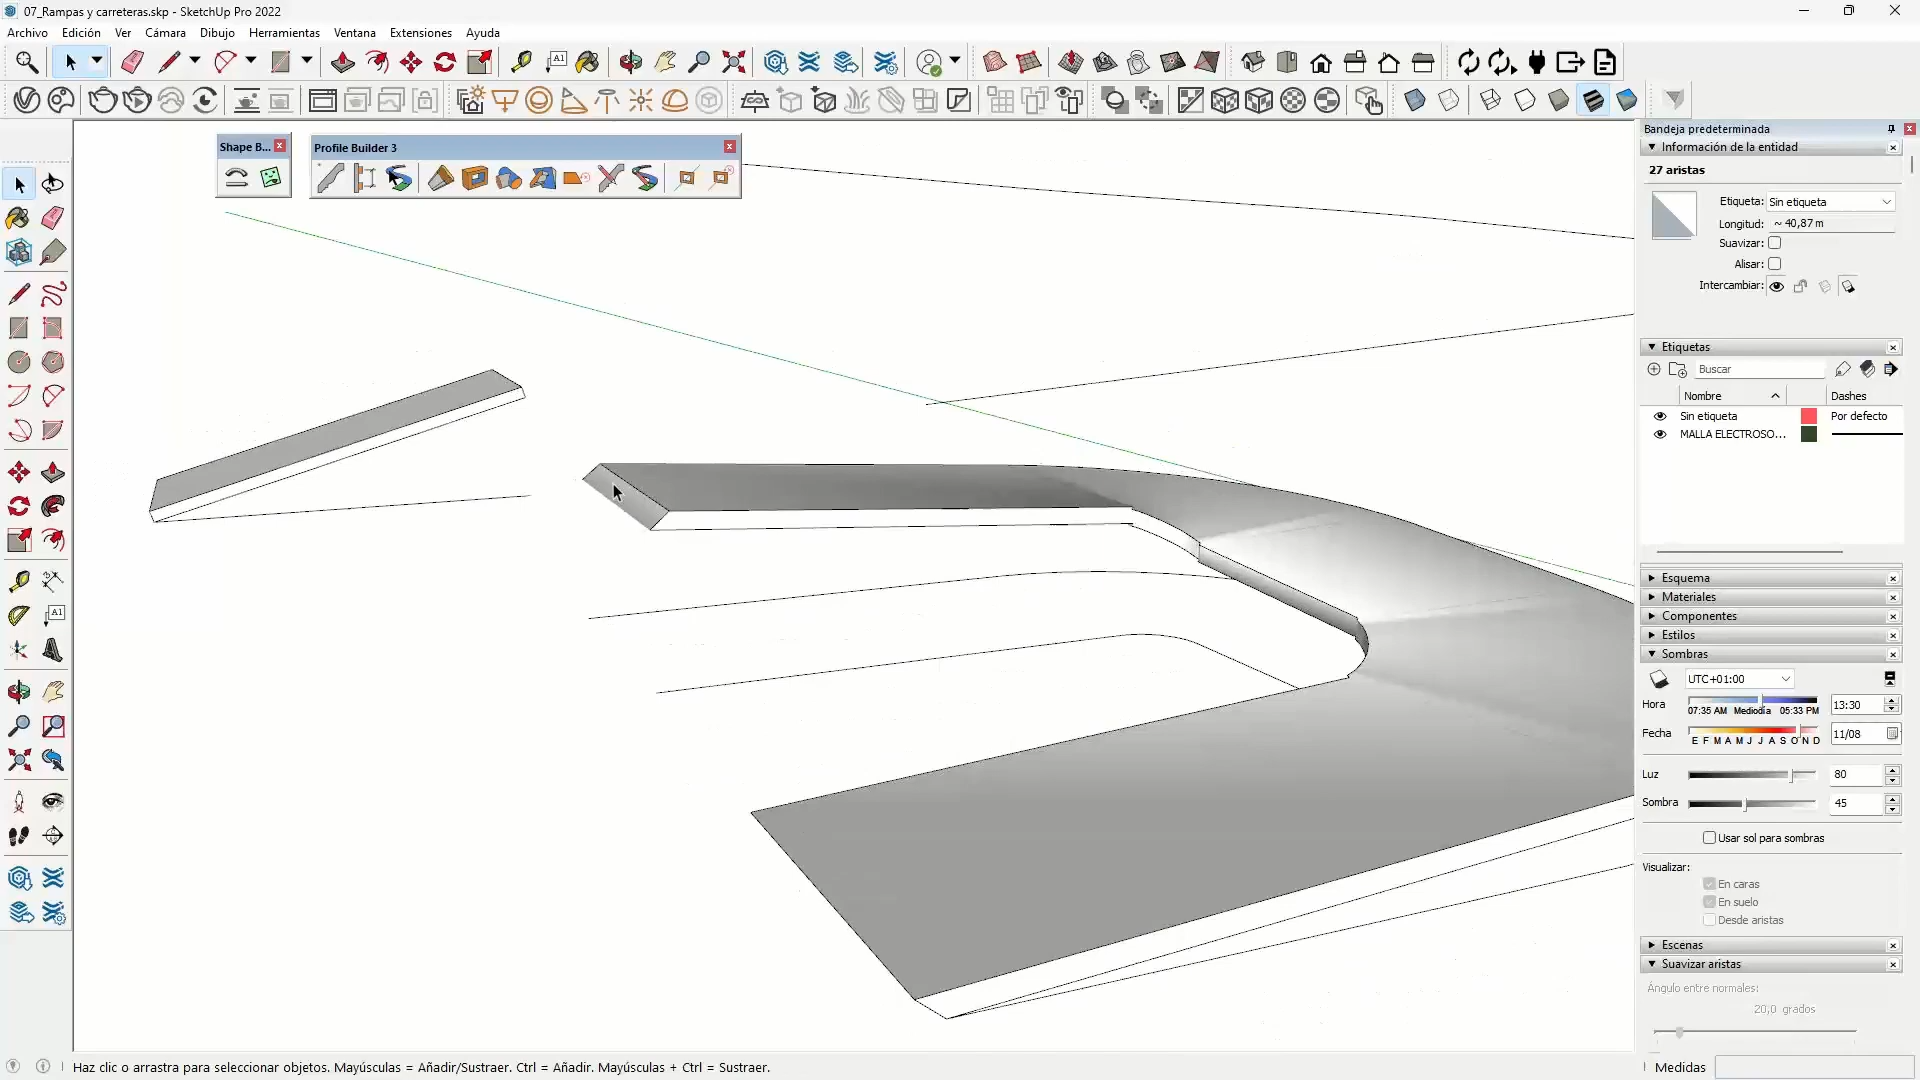 07_Rampas y carreteras.skp - SketchUp Pro 2022
Archivo Edición Ver Cámara Dibujo Herramientas Ventana Extensiones Ayuda
Shape B...
Profile Builder 3
Bandeja predeterminada
Información de la entidad
27 aristas
Etiqueta: Sin etiqueta
Longitud: ~ 40,87 m
Suavizar:
Alisar:
Intercambiar:
Etiquetas
Buscar
Nombre Dashes
Sin etiqueta Por defecto
MALLA ELECTROSO...
Esquema
Materiales
Componentes
Estilos
Sombras
UTC+01:00
Hora 07:35 AM Mediodía 05:33 PM 13:30
Fecha E F M A M J J A S O N D 11/08
Luz 80
Sombra 45
Usar sol para sombras
Visualizar:
En caras
En suelo
Desde aristas
Escenas
Suavizar aristas
Ángulo entre normales:
20,0 grados
Haz clic o arrastra para seleccionar objetos. Mayúsculas = Añadir/Sustraer. Ctrl = Añadir. Mayúsculas + Ctrl = Sustraer.
Medidas